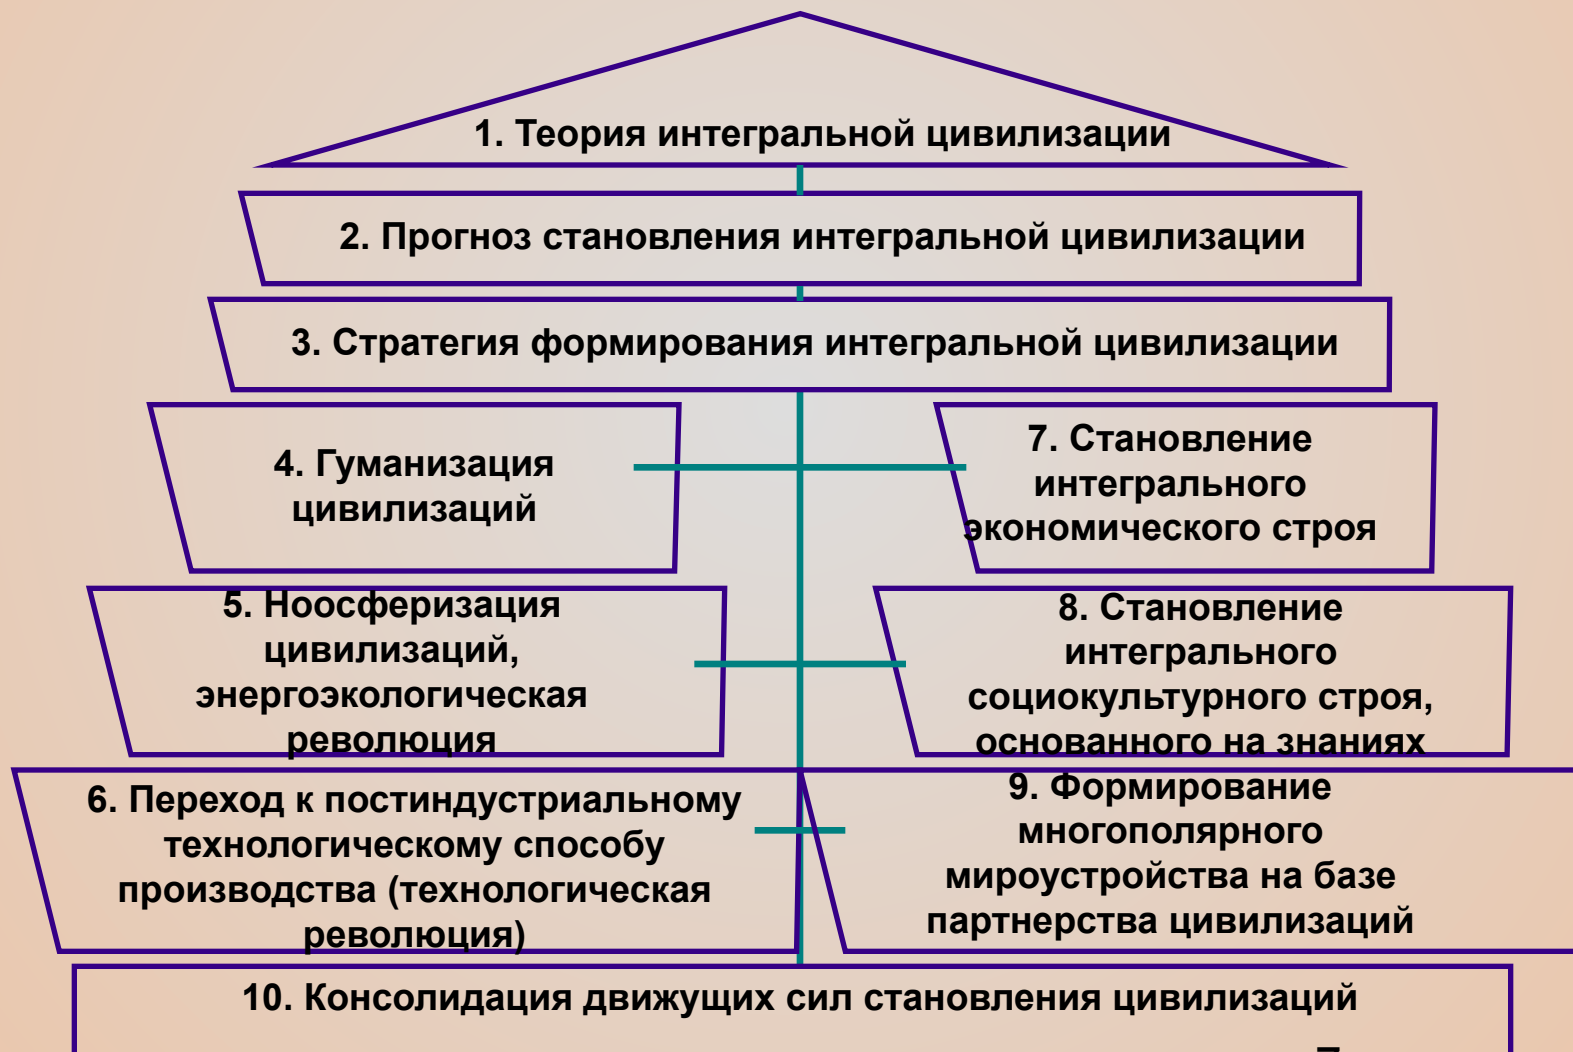 1. Теория интегральной цивилизации
2. Прогноз становления интегральной цивилизации
3. Стратегия формирования интегральной цивилизации
4. Гуманизация
цивилизаций
5. Ноосферизация
цивилизаций,
энергоэкологическая
революция
6. Переход к постиндустриальному
технологическому способу
производства (технологическая
революция)
7. Становление
интегрального
экономического строя
8. Становление
интегрального
социокультурного строя,
основанного на знаниях
9. Формирование
многополярного
мироустройства на базе
партнерства цивилизаций
10. Консолидация движущих сил становления цивилизаций